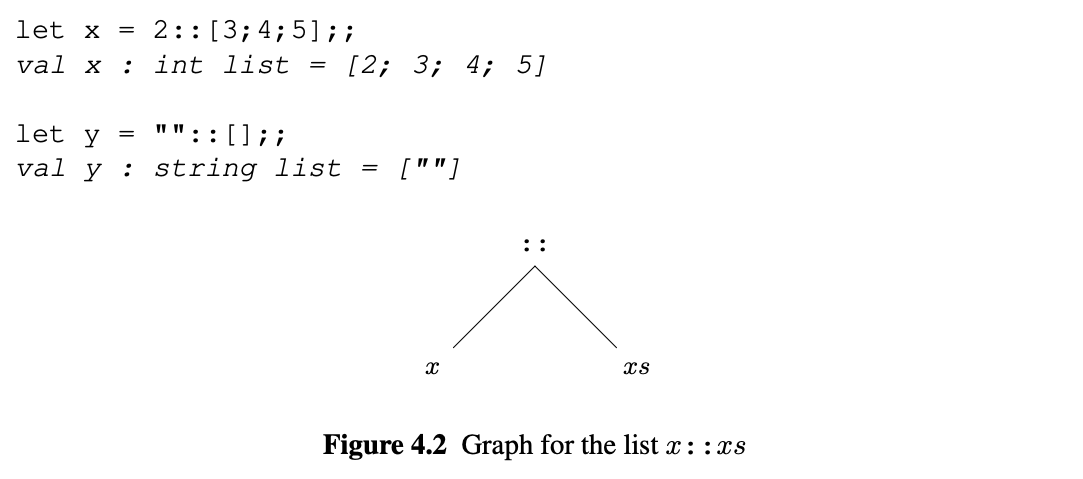 let x = 2::[3;4;5];;
val x : int list = [2; 3; 4; 5]
let y = ""::[];;
val y : string list = [""]
::
x xs
Figure 4.2 Graph for the list x::xs